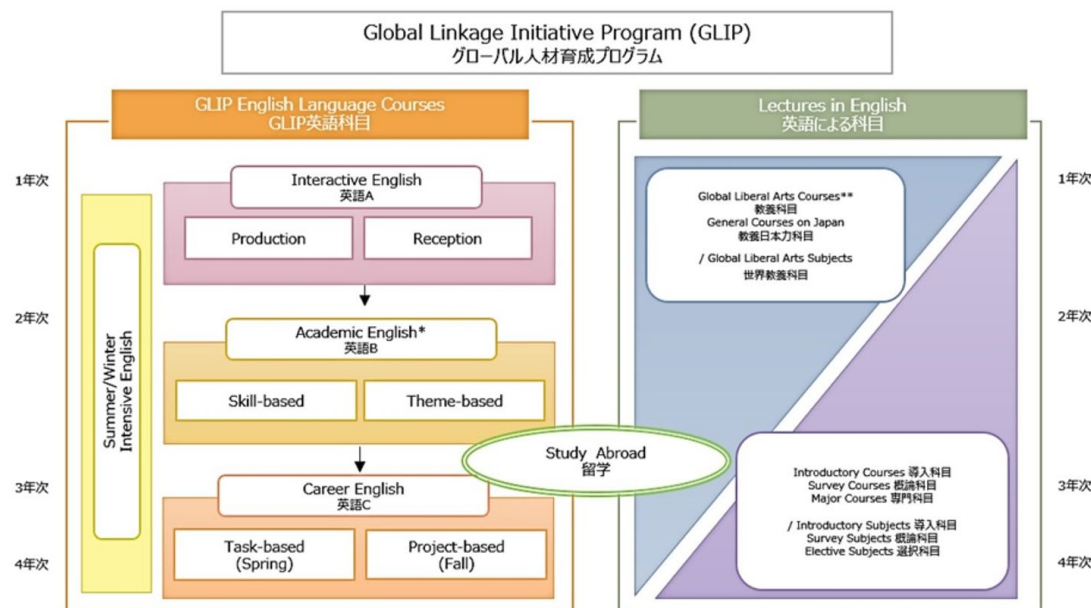 Global Linkage Initiative Program (GLIP)
グローバル人材育成プログラム
GLIP English Language Courses
GLIP英語科目
1年次
Interactive English
英語A
Production
Reception
2年次
Academic English*
英語B
Skill-based
Theme-based
Summer/Winter
Intensive English
3年次
Career English
英語C
Task-based
(Spring)
Project-based
(Fall)
4年次
Study Abroad
留学
Lectures in English
英語による科目
1年次
Global Liberal Arts Courses**
教養科目
General Courses on Japan
教養日本力科目
/ Global Liberal Arts Subjects
世界教養科目
2年次
Introductory Courses 導入科目
Survey Courses 概論科目
Major Courses 専門科目
/ Introductory Subjects 導入科目
Survey Subjects 概論科目
Elective Subjects 選択科目
3年次
4年次